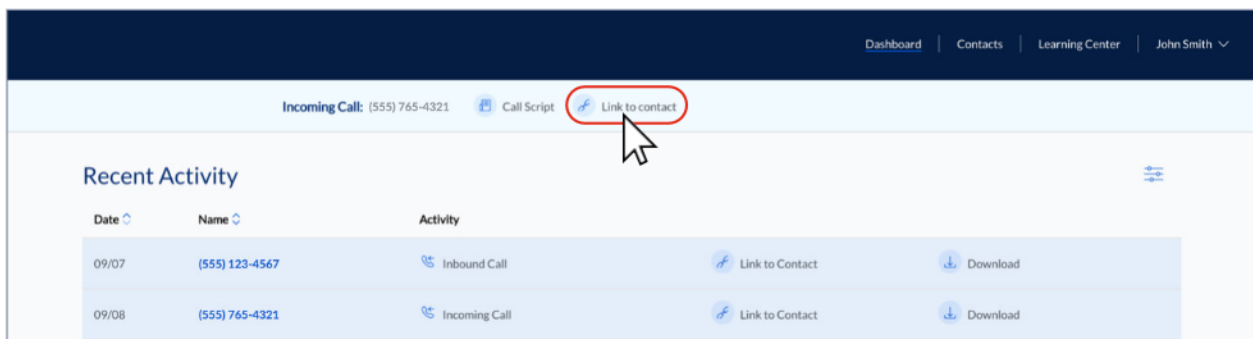 Dashboard Contacts Learning Center John Smith
Incoming Call: (555) 765-4321 Call Script Link to contact
Recent Activity
Date Name Activity
09/07 (555) 123-4567 Inbound Call Link to Contact Download
09/08 (555) 765-4321 Incoming Call Link to Contact Download